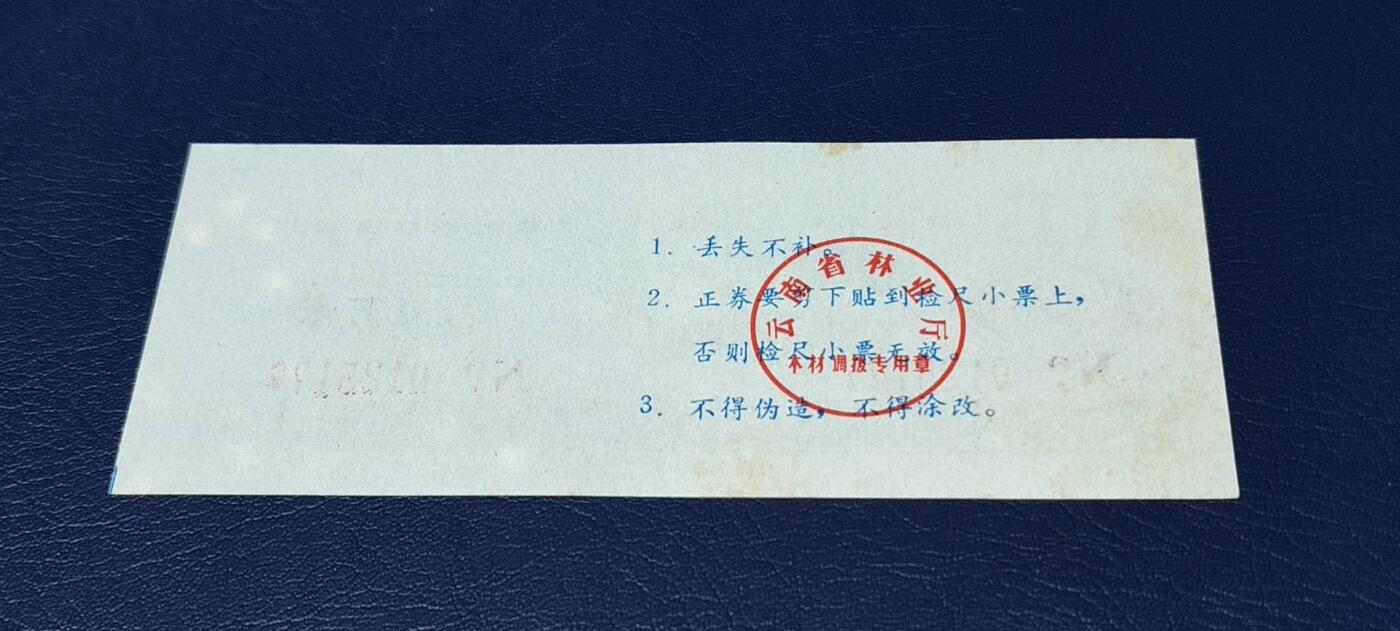 1. 丢失不补。
2. 正券要剪下贴到检尺小票上，
否则检尺小票无效。
3. 不得伪造，不得涂改。
云南省林业厅
木材调拨专用章